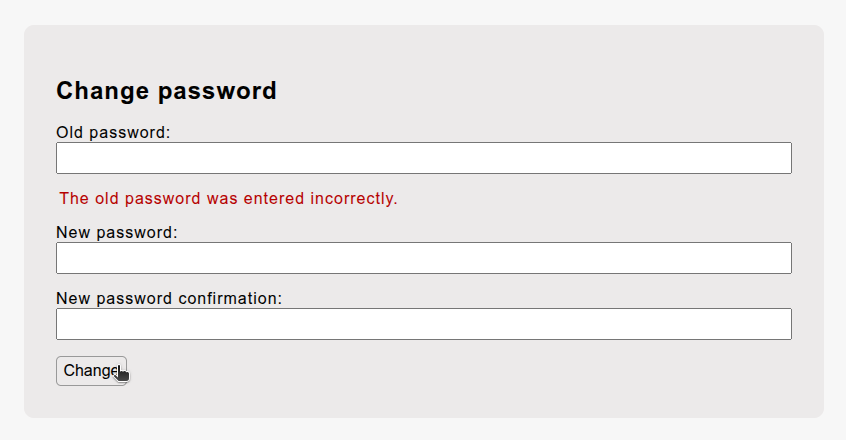 Change password
Old password:
The old password was entered incorrectly.
New password:
New password confirmation:
Change